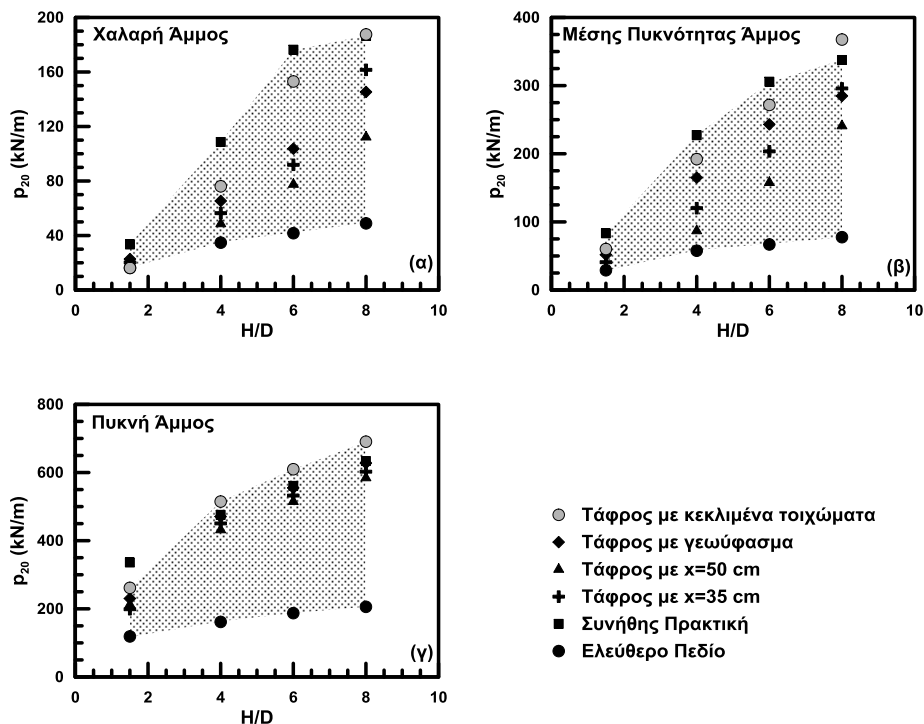 Χαλαρή Άμμος
200
160
120
80
40
0
p20 (kN/m)
0 2 4 6 8 10
H/D
(α)
Μέσης Πυκνότητας Άμμος
400
300
200
100
0
p20 (kN/m)
0 2 4 6 8 10
H/D
(β)
Πυκνή Άμμος
800
600
400
200
0
p20 (kN/m)
0 2 4 6 8 10
H/D
(γ)
Τάφρος με κεκλιμένα τοιχώματα
Τάφρος με γεωύφασμα
Τάφρος με x=50 cm
Τάφρος με x=35 cm
Συνήθης Πρακτική
Ελεύθερο Πεδίο